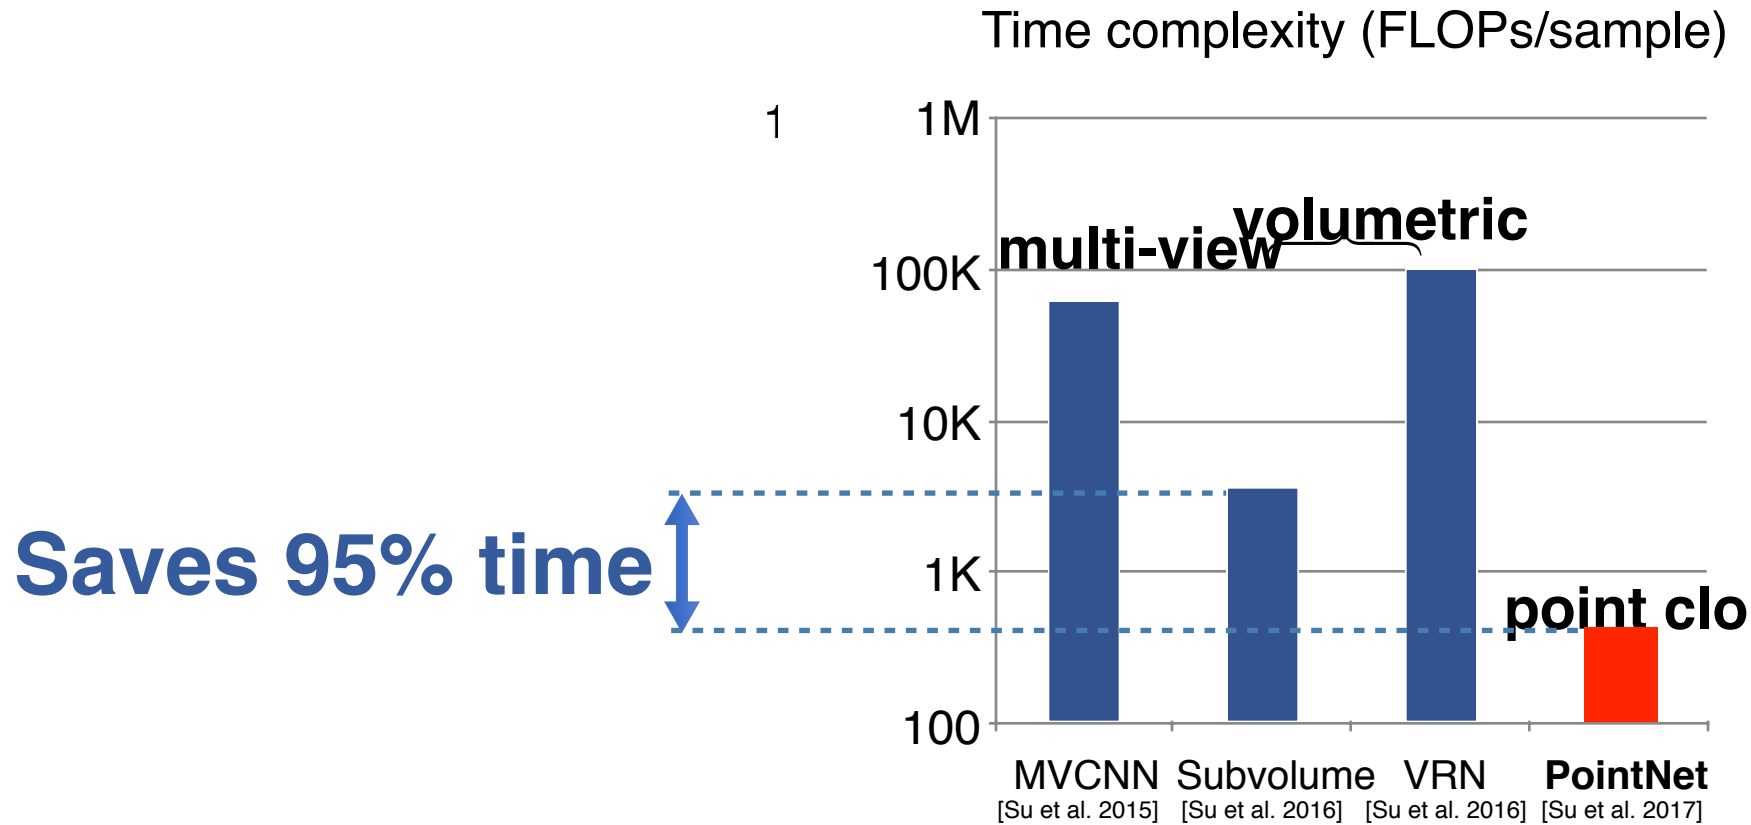 Time complexity (FLOPs/sample)
1
1M
volumetric
multi-view
100K
10K
Saves 95% time
1K
point clo
100
MVCNN Subvolume VRN PointNet
[Su et al. 2015] [Su et al. 2016] [Su et al. 2016] [Su et al. 2017]